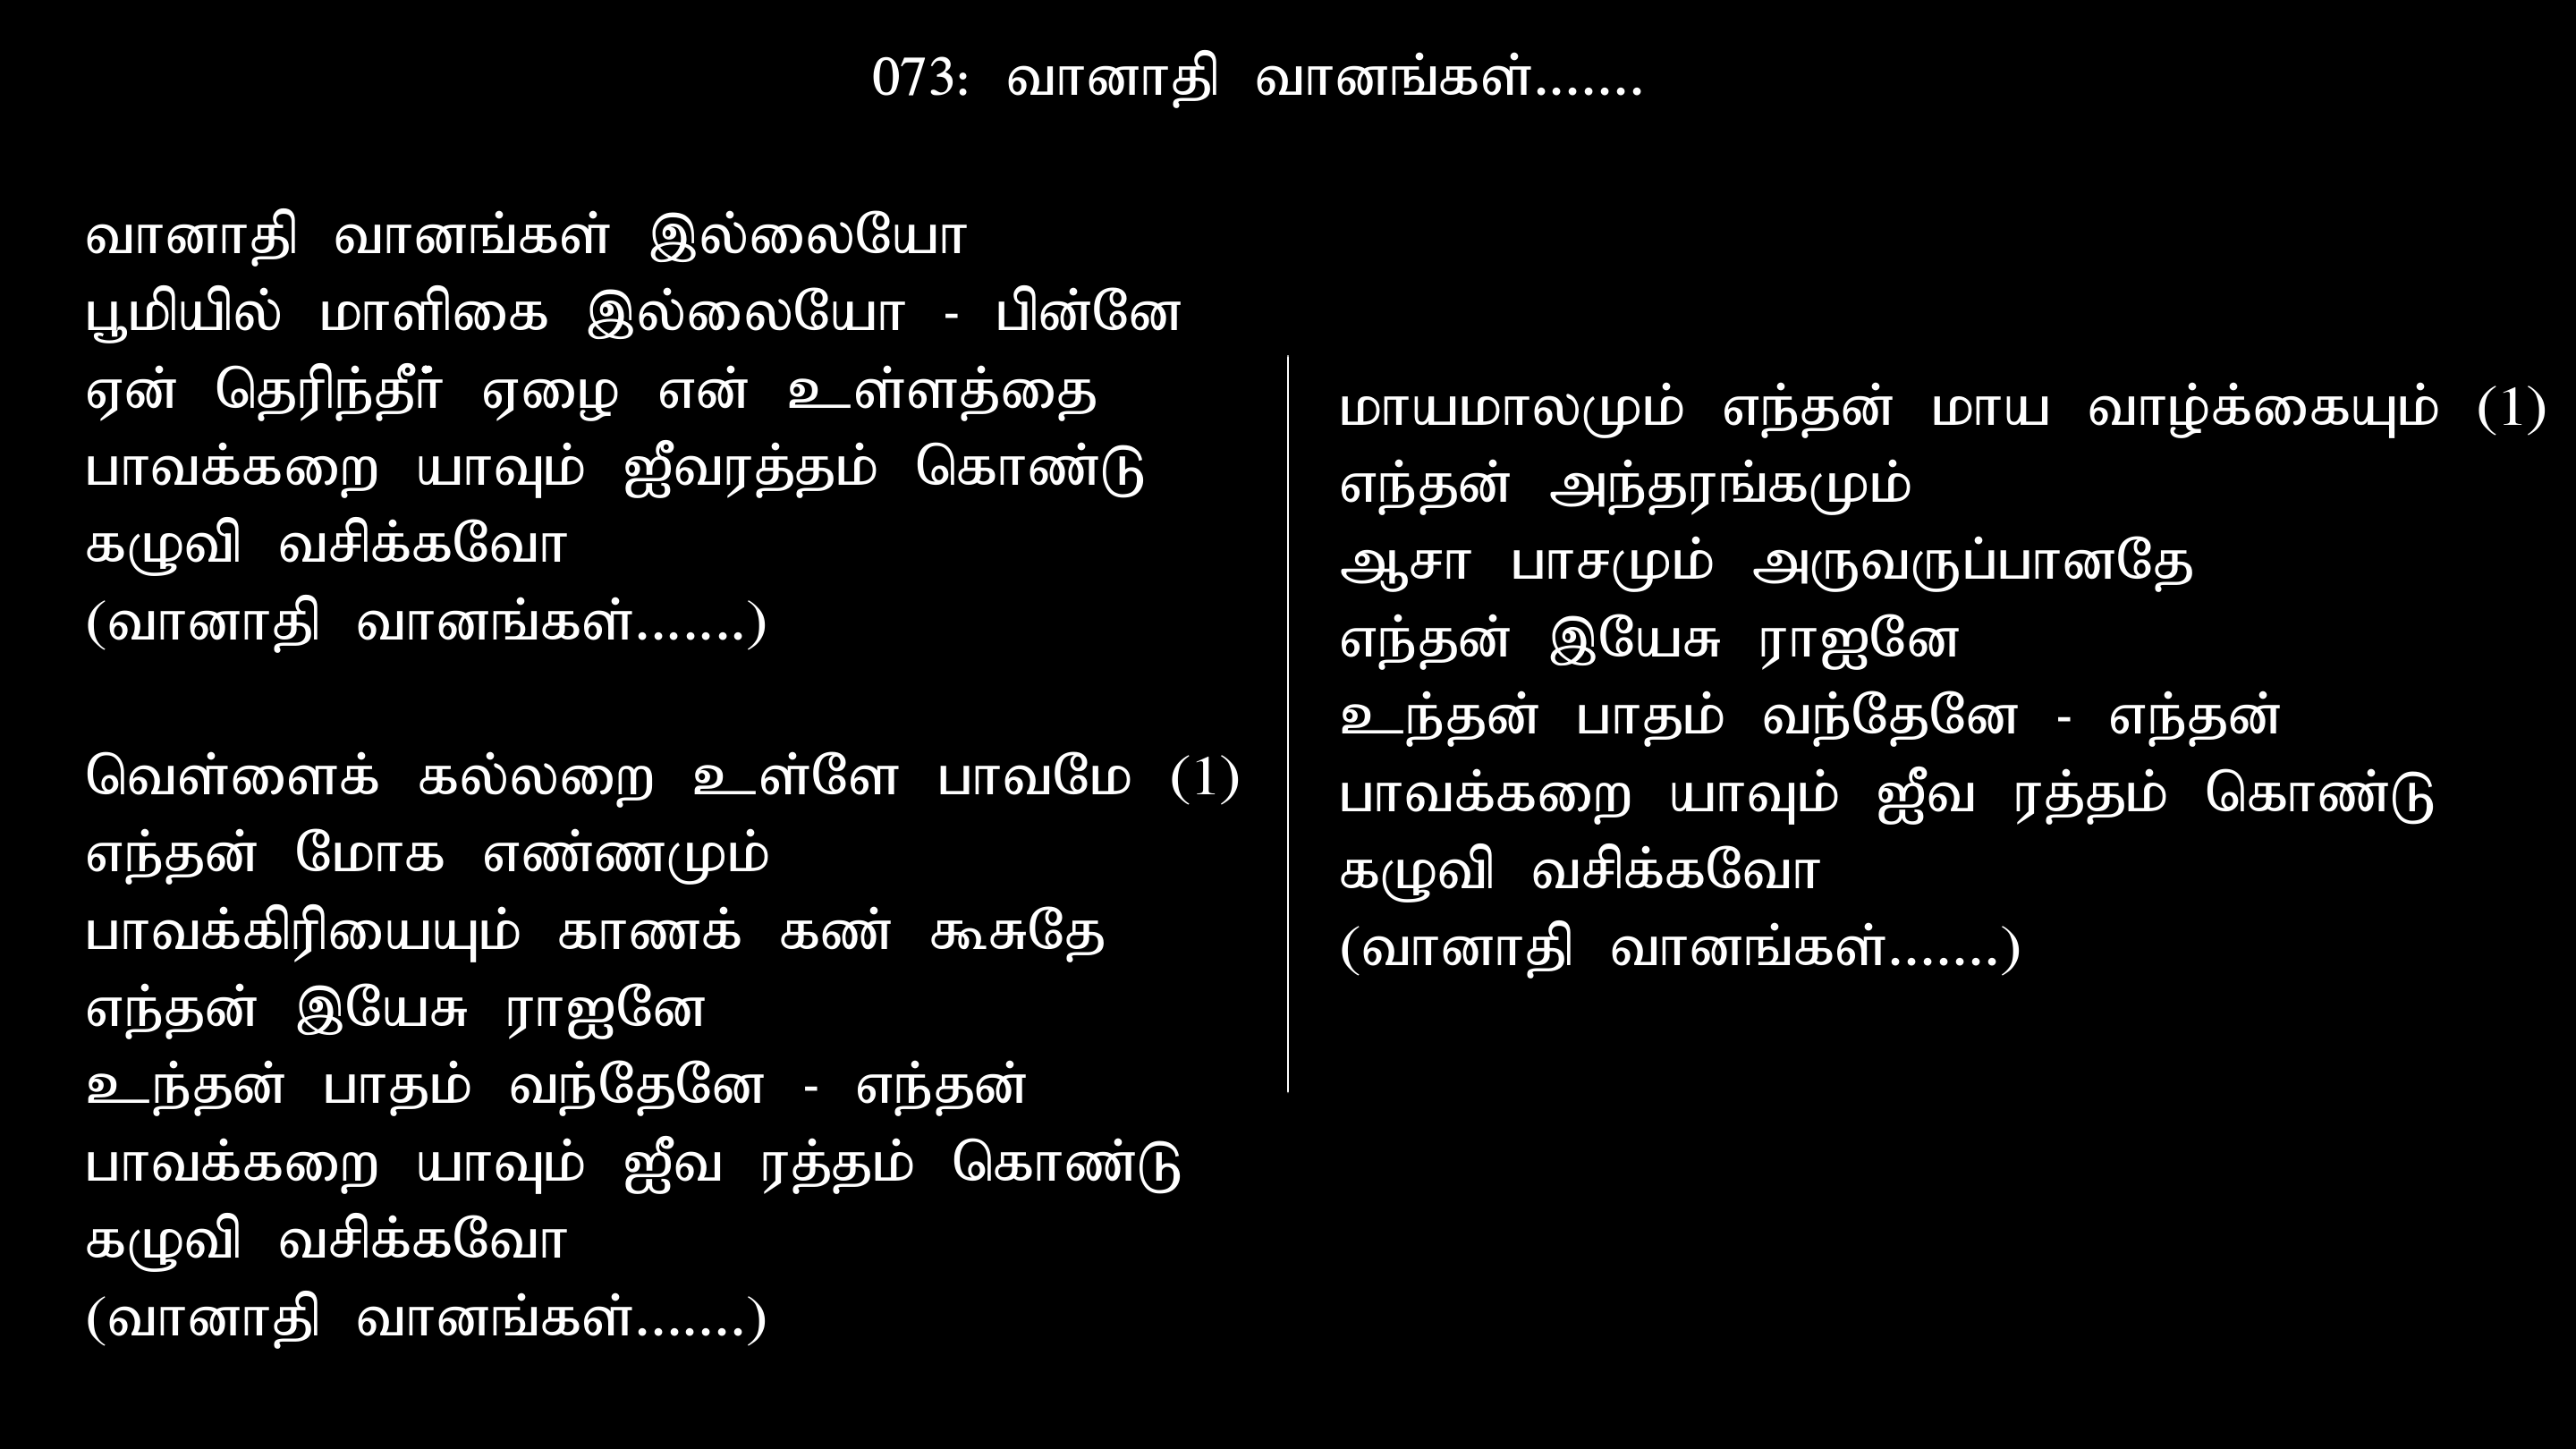 073: வானாதி வானங்கள்.......
வானாதி வானங்கள் இல்லையோ
பூமியில் மாளிகை இல்லையோ - பின்னே
ஏன் தெரிந்தீர் ஏழை என் உள்ளத்தை
பாவக்கறை யாவும் ஜீவரத்தம் கொண்டு
கழுவி வசிக்கவோ
(வானாதி வானங்கள்.......)
வெள்ளைக் கல்லறை உள்ளே பாவமே (1)
எந்தன் மோக எண்ணமும்
பாவக்கிரியையும் காணக் கண் கூசுதே
எந்தன் இயேசு ராஜனே
உந்தன் பாதம் வந்தேனே - எந்தன்
பாவக்கறை யாவும் ஜீவ ரத்தம் கொண்டு
கழுவி வசிக்கவோ
(வானாதி வானங்கள்.......)
மாயமாலமும் எந்தன் மாய வாழ்க்கையும் (1)
எந்தன் அந்தரங்கமும்
ஆசா பாசமும் அருவருப்பானதே
எந்தன் இயேசு ராஜனே
உந்தன் பாதம் வந்தேனே - எந்தன்
பாவக்கறை யாவும் ஜீவ ரத்தம் கொண்டு
கழுவி வசிக்கவோ
(வானாதி வானங்கள்.......)